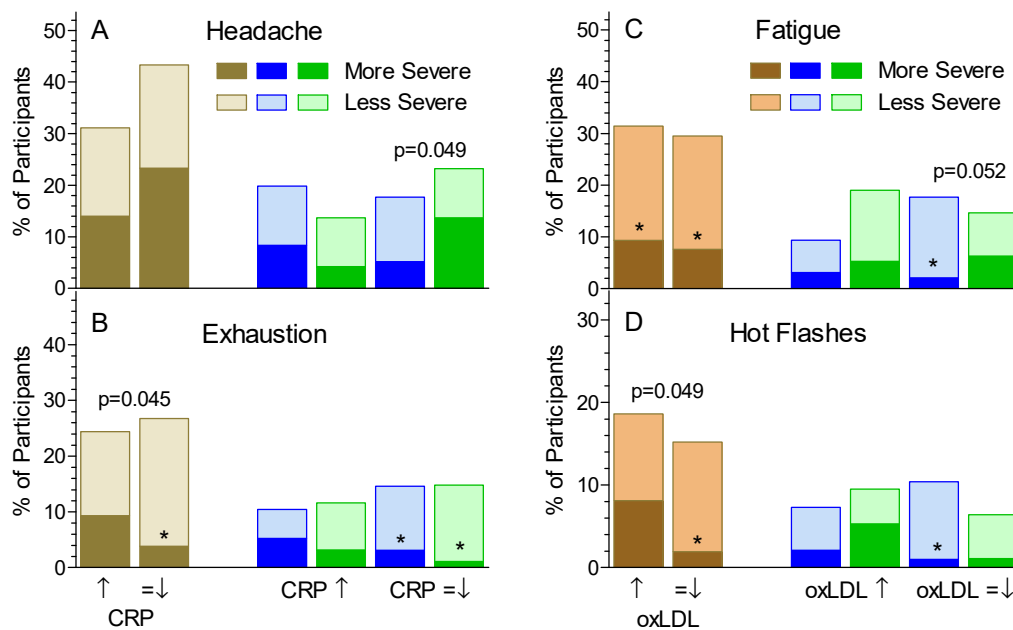 A
Headache
More Severe
Less Severe
p=0.049
% of Participants
50
40
30
20
10
0
B
Exhaustion
p=0.045
*
*
*
% of Participants
40
30
20
10
0
↑
=↓
CRP ↑
CRP =↓
CRP
C
Fatigue
More Severe
Less Severe
p=0.052
*
*
*
% of Participants
50
40
30
20
10
0
D
Hot Flashes
p=0.049
*
*
% of Participants
30
20
10
0
↑
=↓
oxLDL ↑
oxLDL =↓
oxLDL